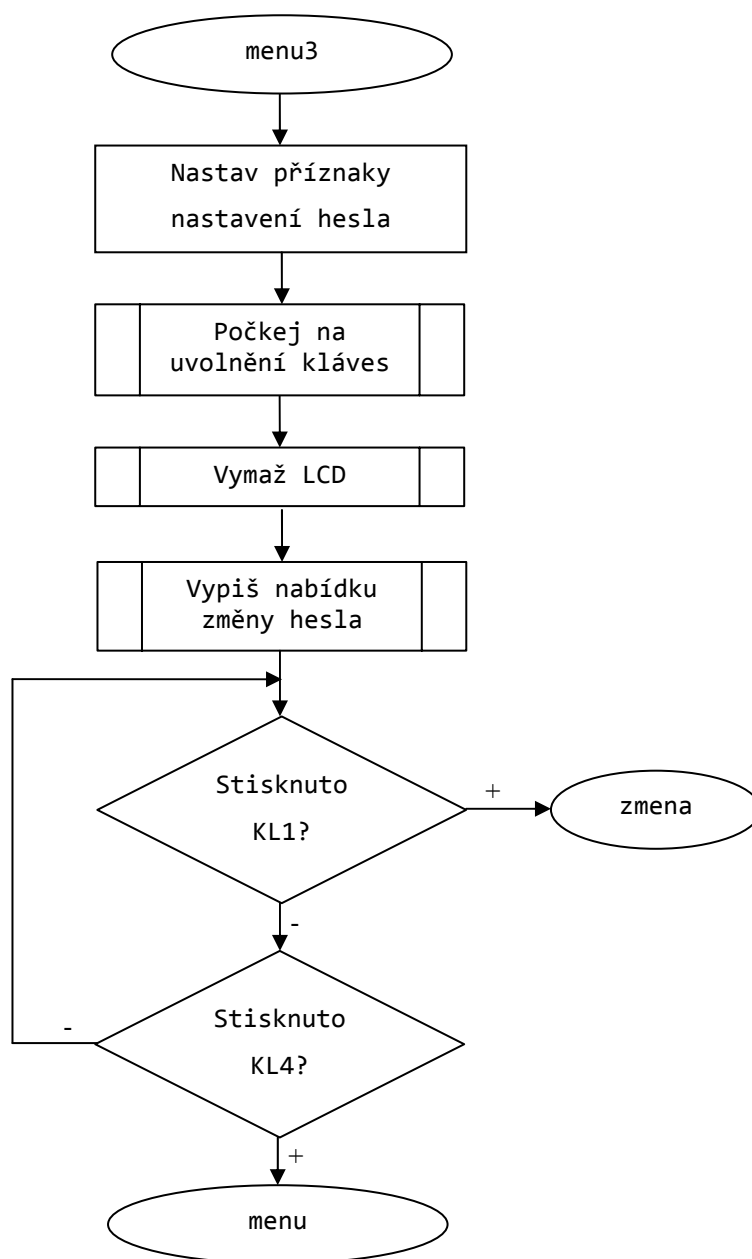 menu3
Nastav příznaky
nastavení hesla
Počkej na
uvolnění kláves
Vymaž LCD
Vypiš nabídku
změny hesla
Stisknuto
KL1?
+
zmena
-
Stisknuto
KL4?
-
+
menu